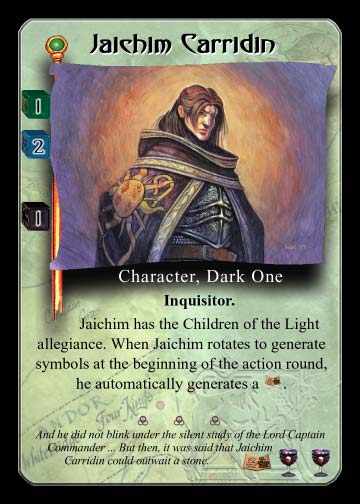 Jaichim Carridin
1
2
1
Character, Dark One
Inquisitor.
Jaichim has the Children of the Light
allegiance. When Jaichim rotates to generate
symbols at the beginning of the action round,
he automatically generates a .
Four Kings
And he did not blink under the silent study of the Lord Captain
Commander ... But then, it was said that Jaichim
Carridin could outwait a stone.